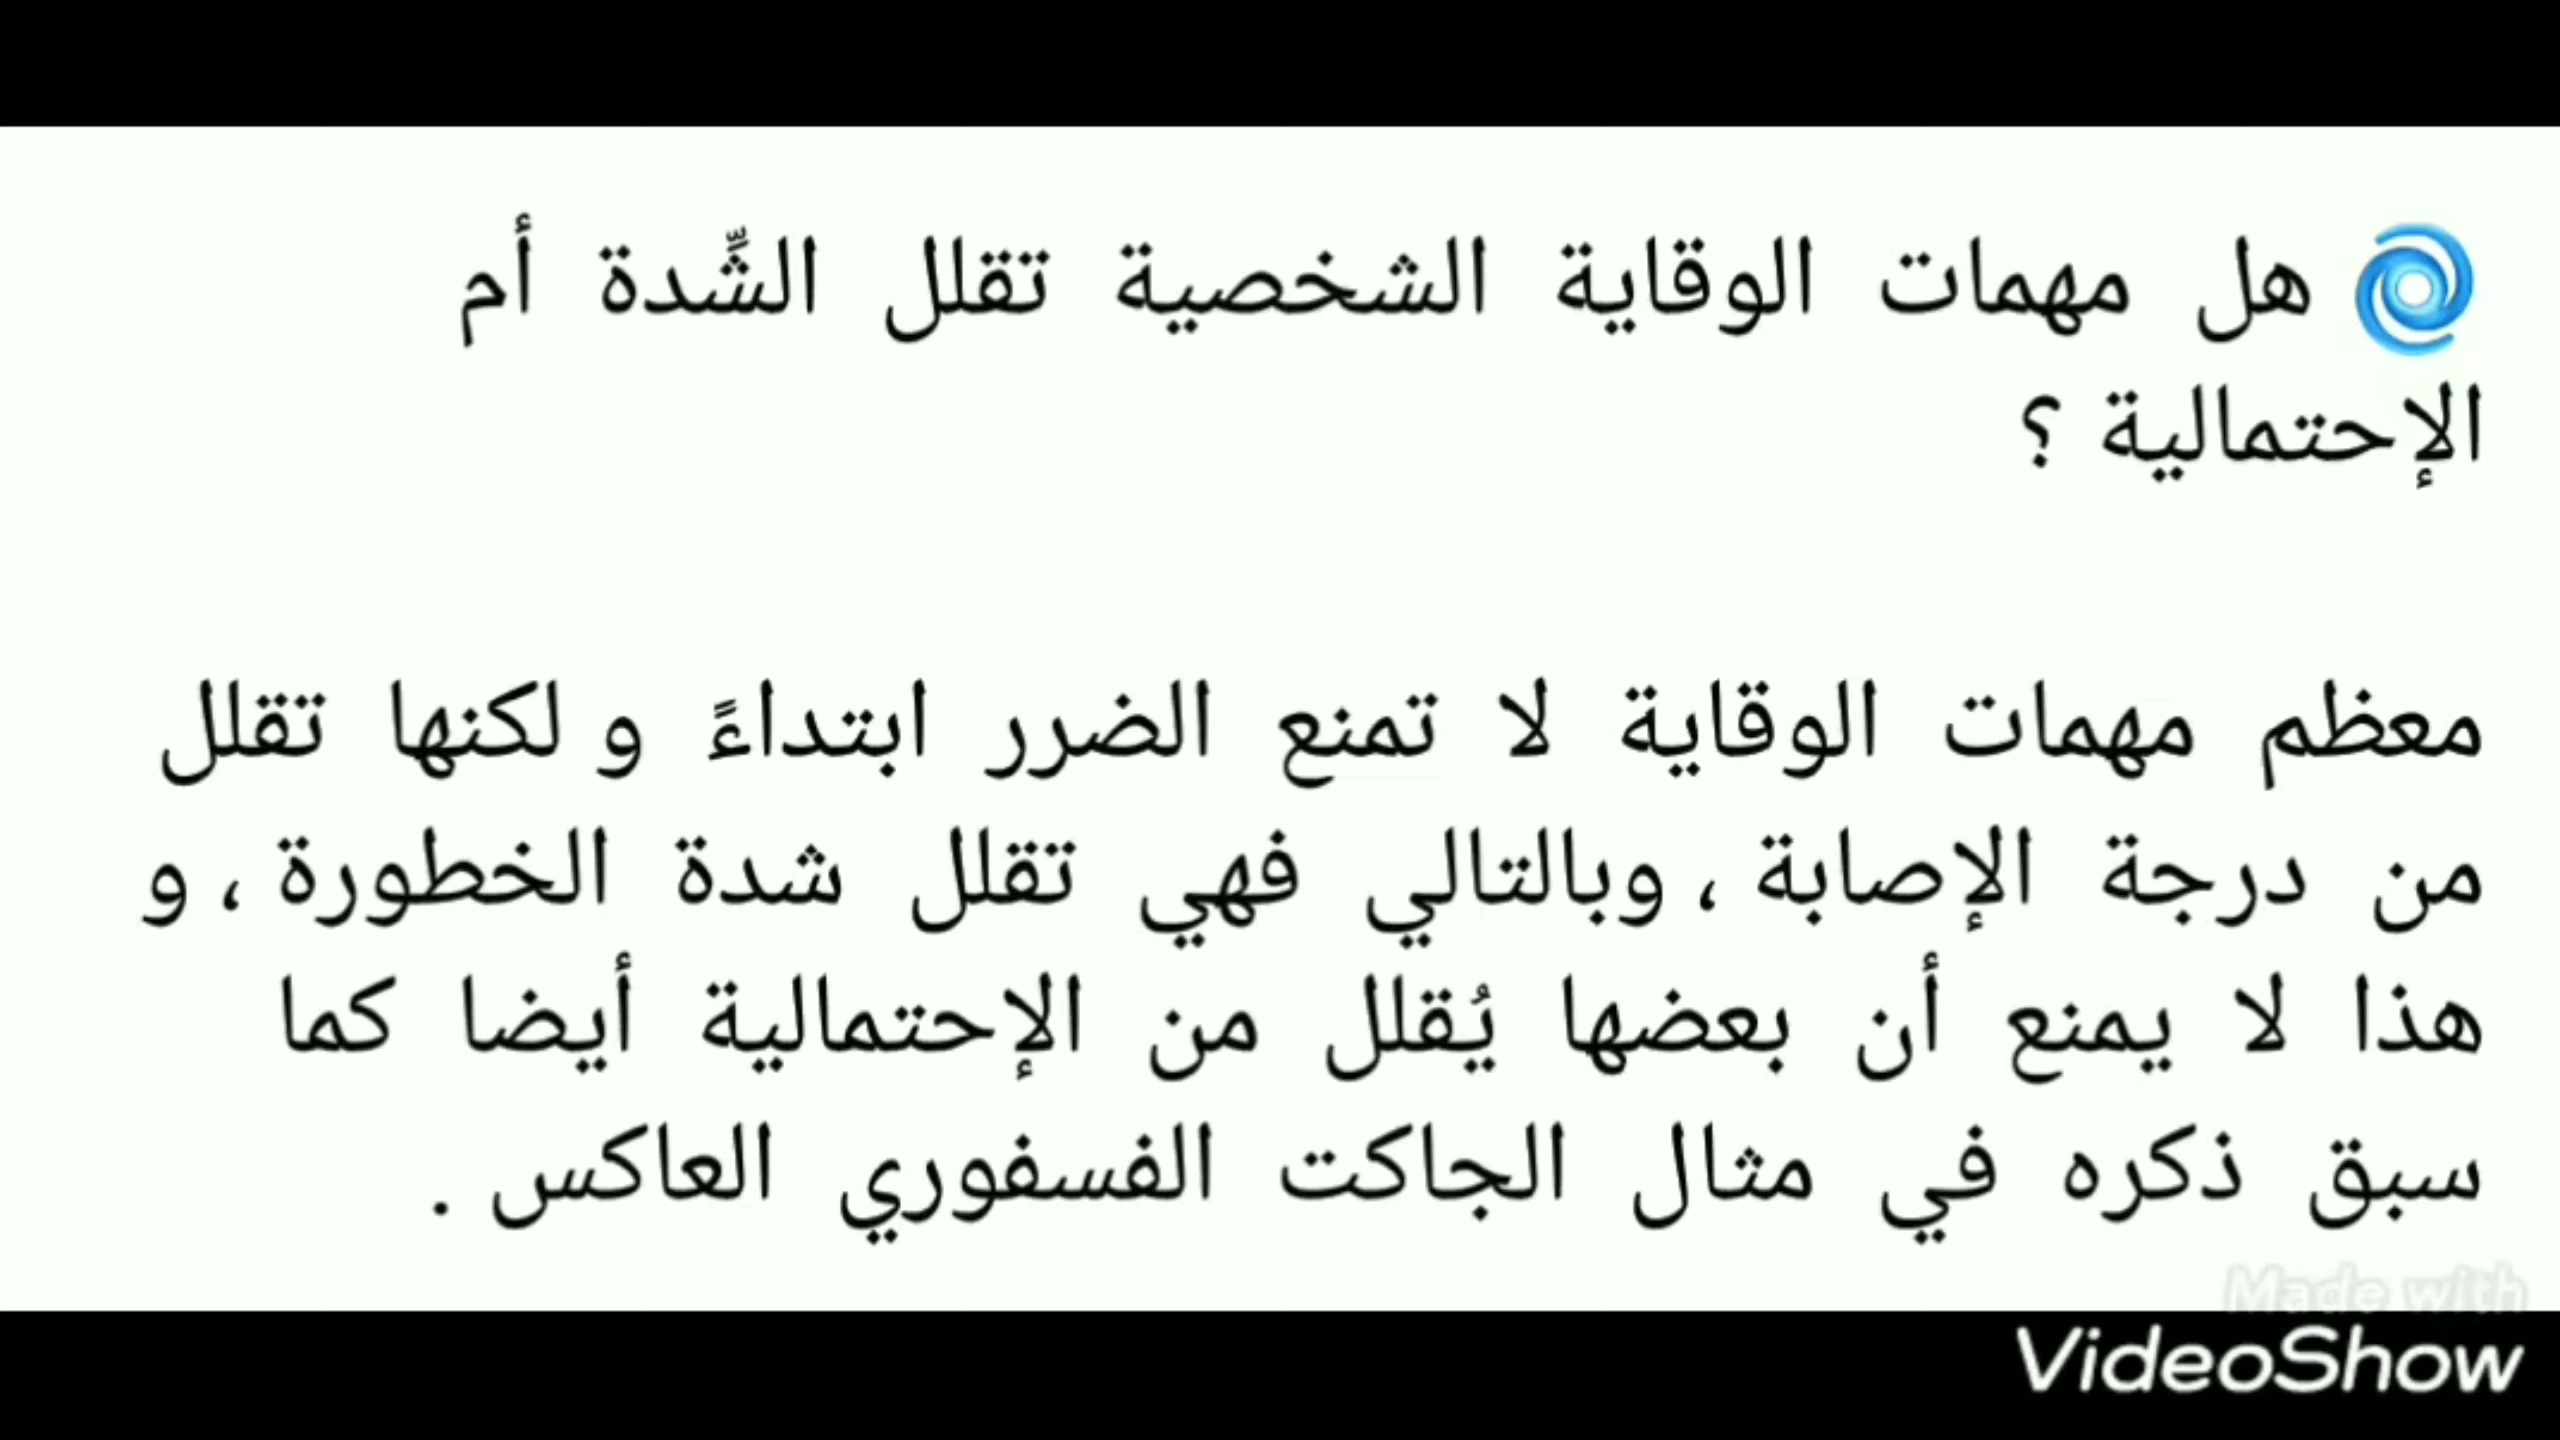 هل مهمات الوقاية الشخصية تقلل الشِّدة أم
الإحتمالية ؟
معظم مهمات الوقاية لا تمنع الضرر ابتداءً و لكنها تقلل
من درجة الإصابة ، وبالتالي فهي تقلل شدة الخطورة ، و
هذا لا يمنع أن بعضها يُقلل من الإحتمالية أيضا كما
سبق ذكره في مثال الجاكت الفسفوري العاكس .
Made with
VideoShow